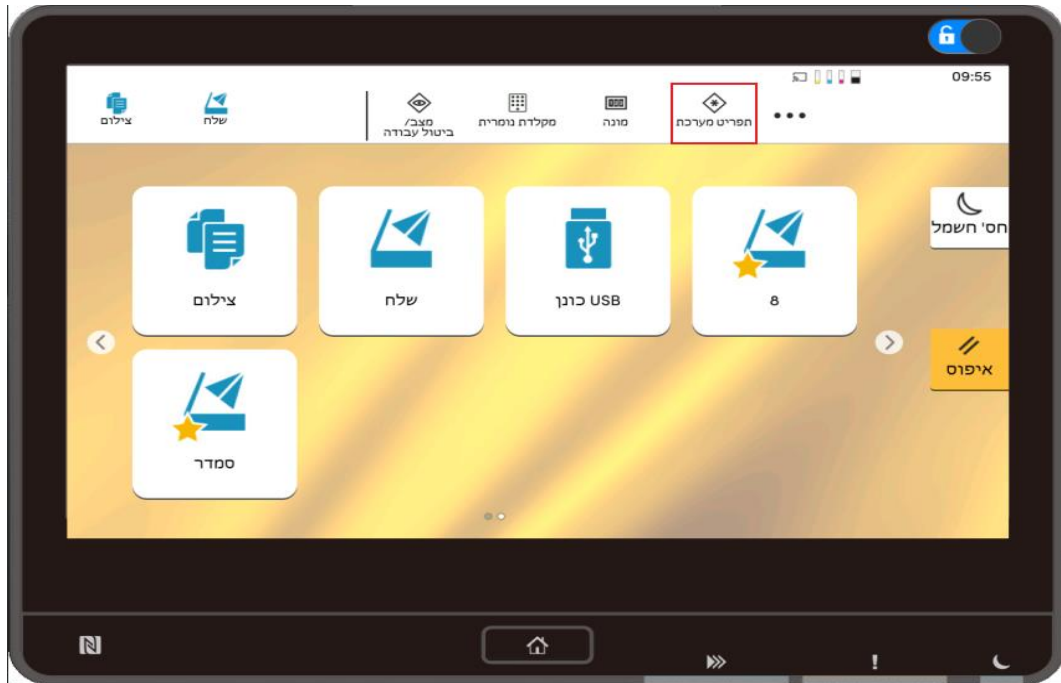 09:55
צילום
שלח
מצב/
ביטול עבודה
מקלדת נומרית
מונה
תפריט מערכת
צילום
שלח
כונן USB
8
חס' חשמל
איפוס
סמדר